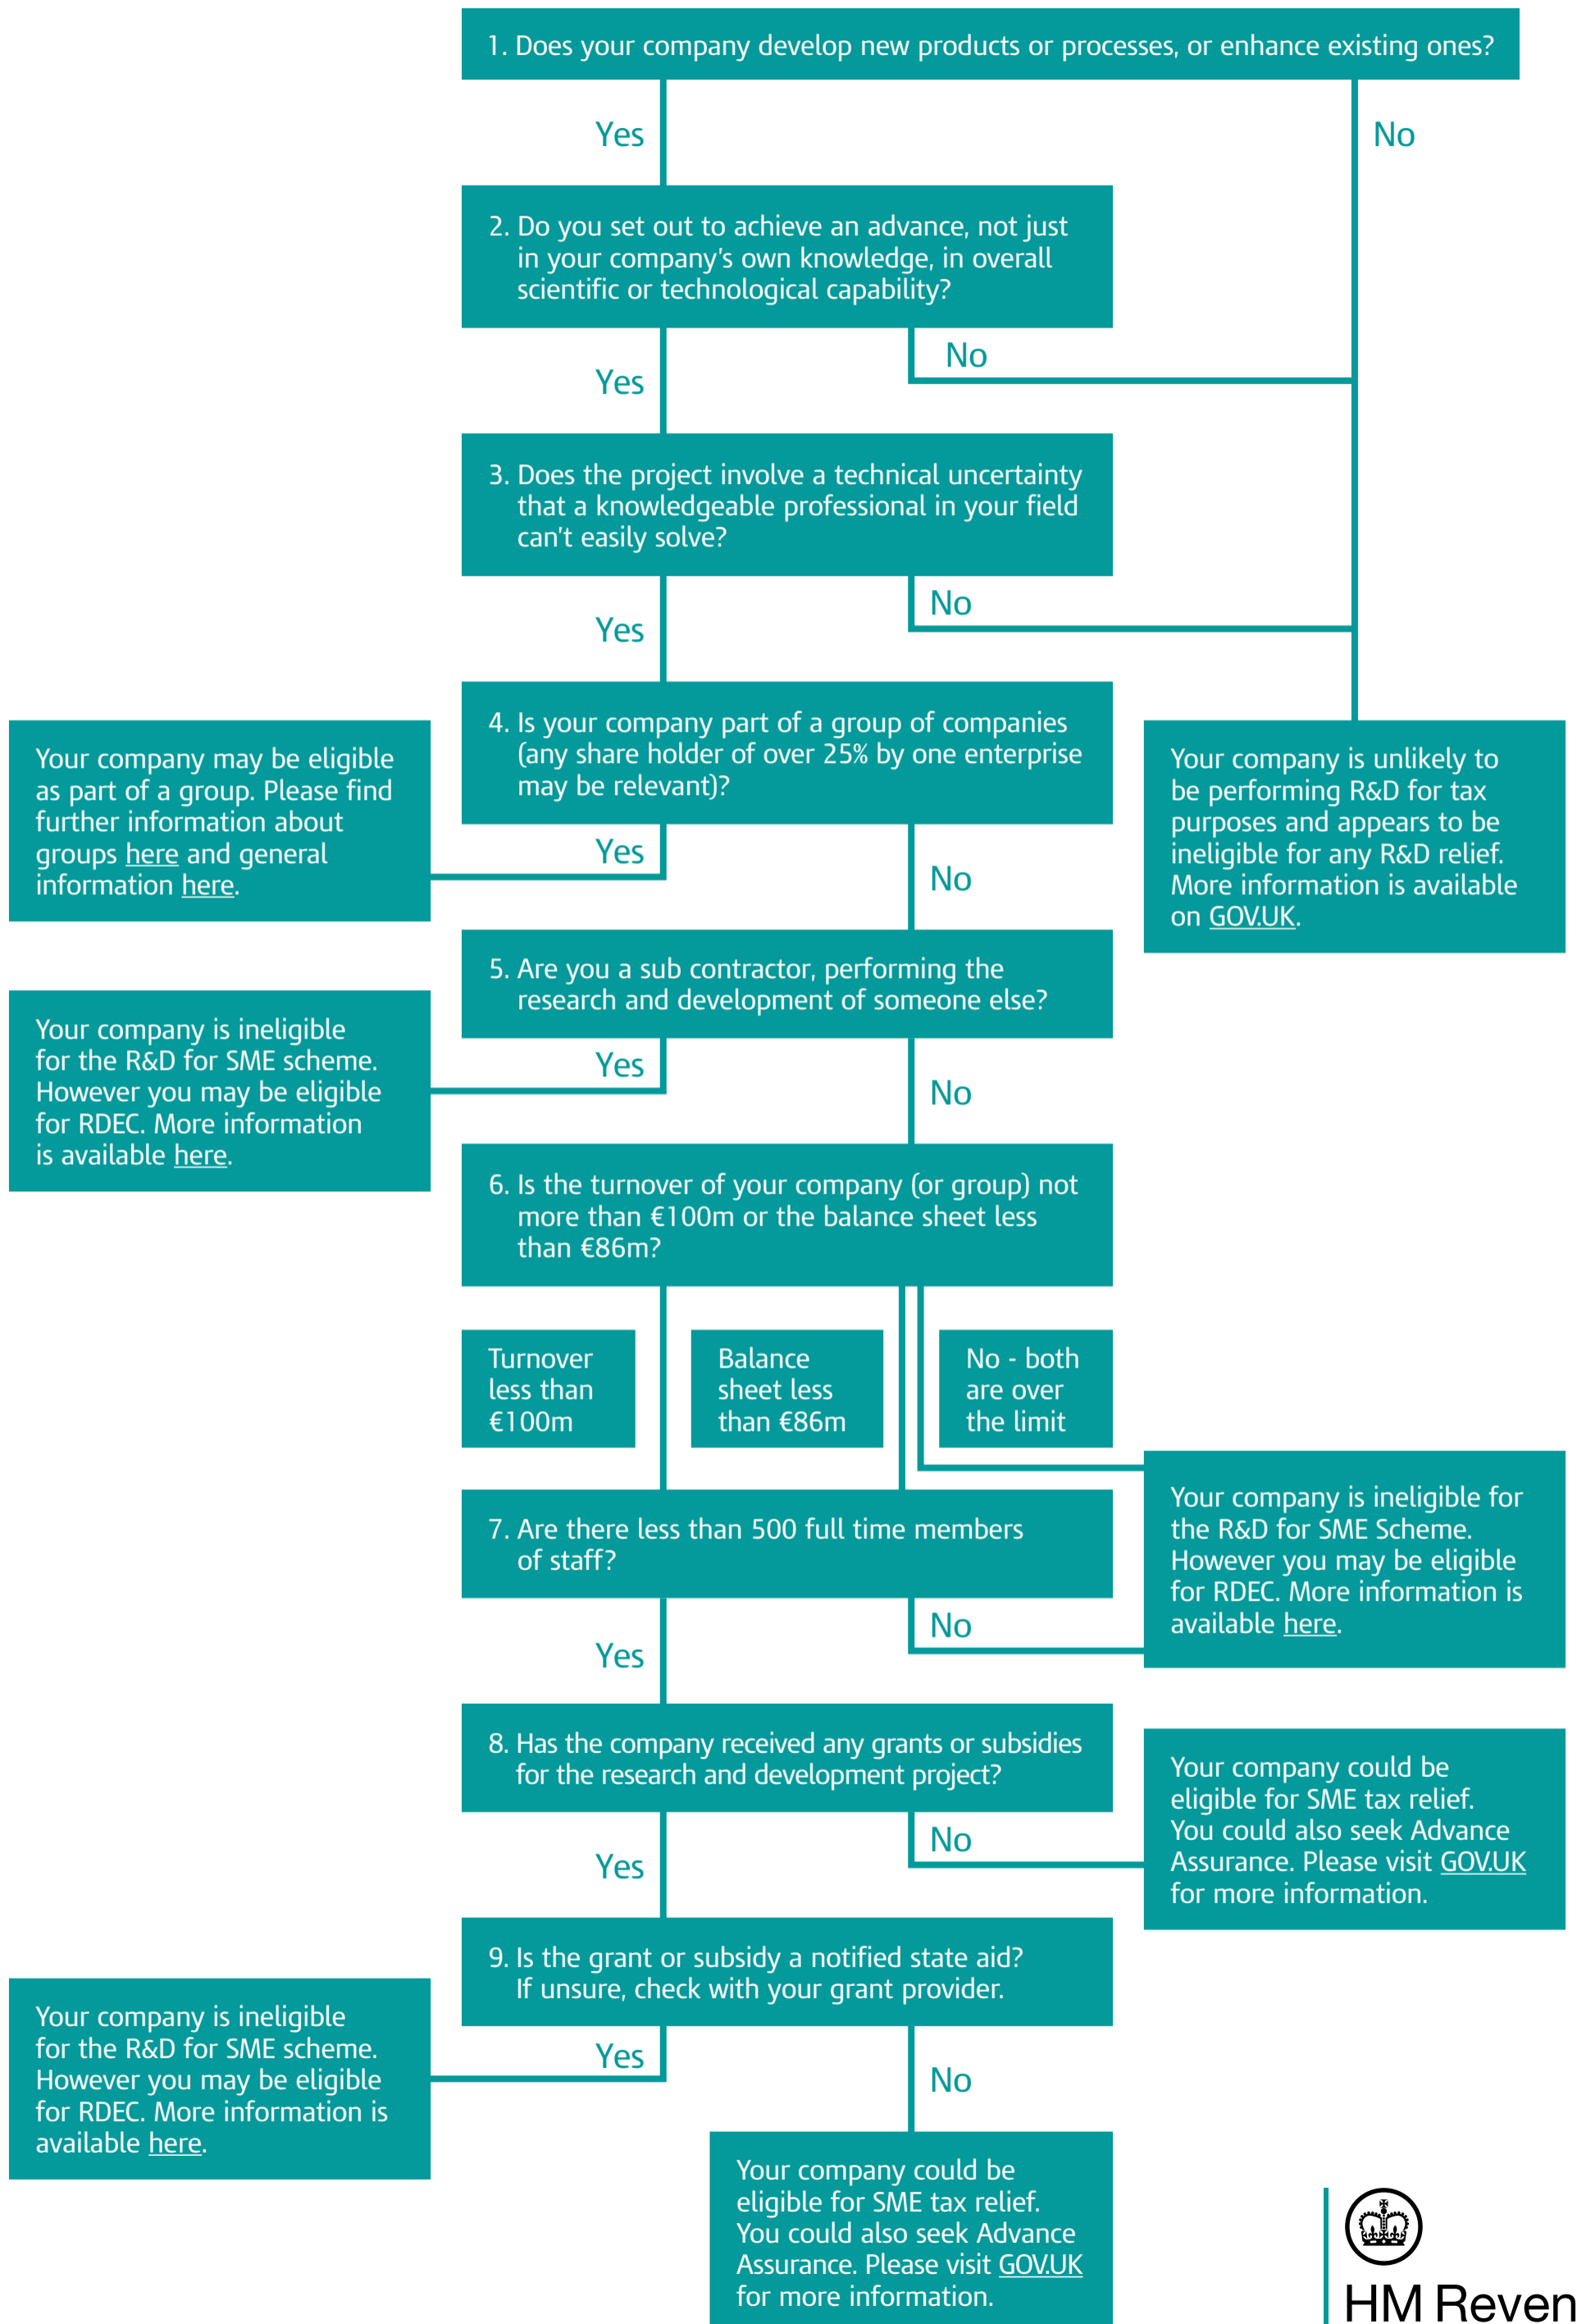 1. Does your company develop new products or processes, or enhance existing ones?
Yes
No
2. Do you set out to achieve an advance, not just
in your company's own knowledge, in overall
scientific or technological capability?
No
Yes
3. Does the project involve a technical uncertainty
that a knowledgeable professional in your field
can't easily solve?
No
Yes
4. Is your company part of a group of companies
(any share holder of over 25% by one enterprise
may be relevant)?
Your company may be eligible
as part of a group. Please find
further information about
groups here and general
information here.
Your company is unlikely to
be performing R&D for tax
purposes and appears to be
ineligible for any R&D relief.
More information is available
on GOV.UK.
Yes
No
5. Are you a sub contractor, performing the
research and development of someone else?
Your company is ineligible
for the R&D for SME scheme.
However you may be eligible
for RDEC. More information
is available here.
Yes
No
6. Is the turnover of your company (or group) not
more than €100m or the balance sheet less
than €86m?
Turnover
less than
€100m
Balance
sheet less
than €86m
No - both
are over
the limit
7. Are there less than 500 full time members
of staff?
Your company is ineligible for
the R&D for SME Scheme.
However you may be eligible
for RDEC. More information is
available here.
No
Yes
8. Has the company received any grants or subsidies
for the research and development project?
Your company could be
eligible for SME tax relief.
You could also seek Advance
Assurance. Please visit GOV.UK
for more information.
No
Yes
9. Is the grant or subsidy a notified state aid?
If unsure, check with your grant provider.
Your company is ineligible
for the R&D for SME scheme.
However you may be eligible
for RDEC. More information is
available here.
Yes
No
Your company could be
eligible for SME tax relief.
You could also seek Advance
Assurance. Please visit GOV.UK
for more information.
HM Reven